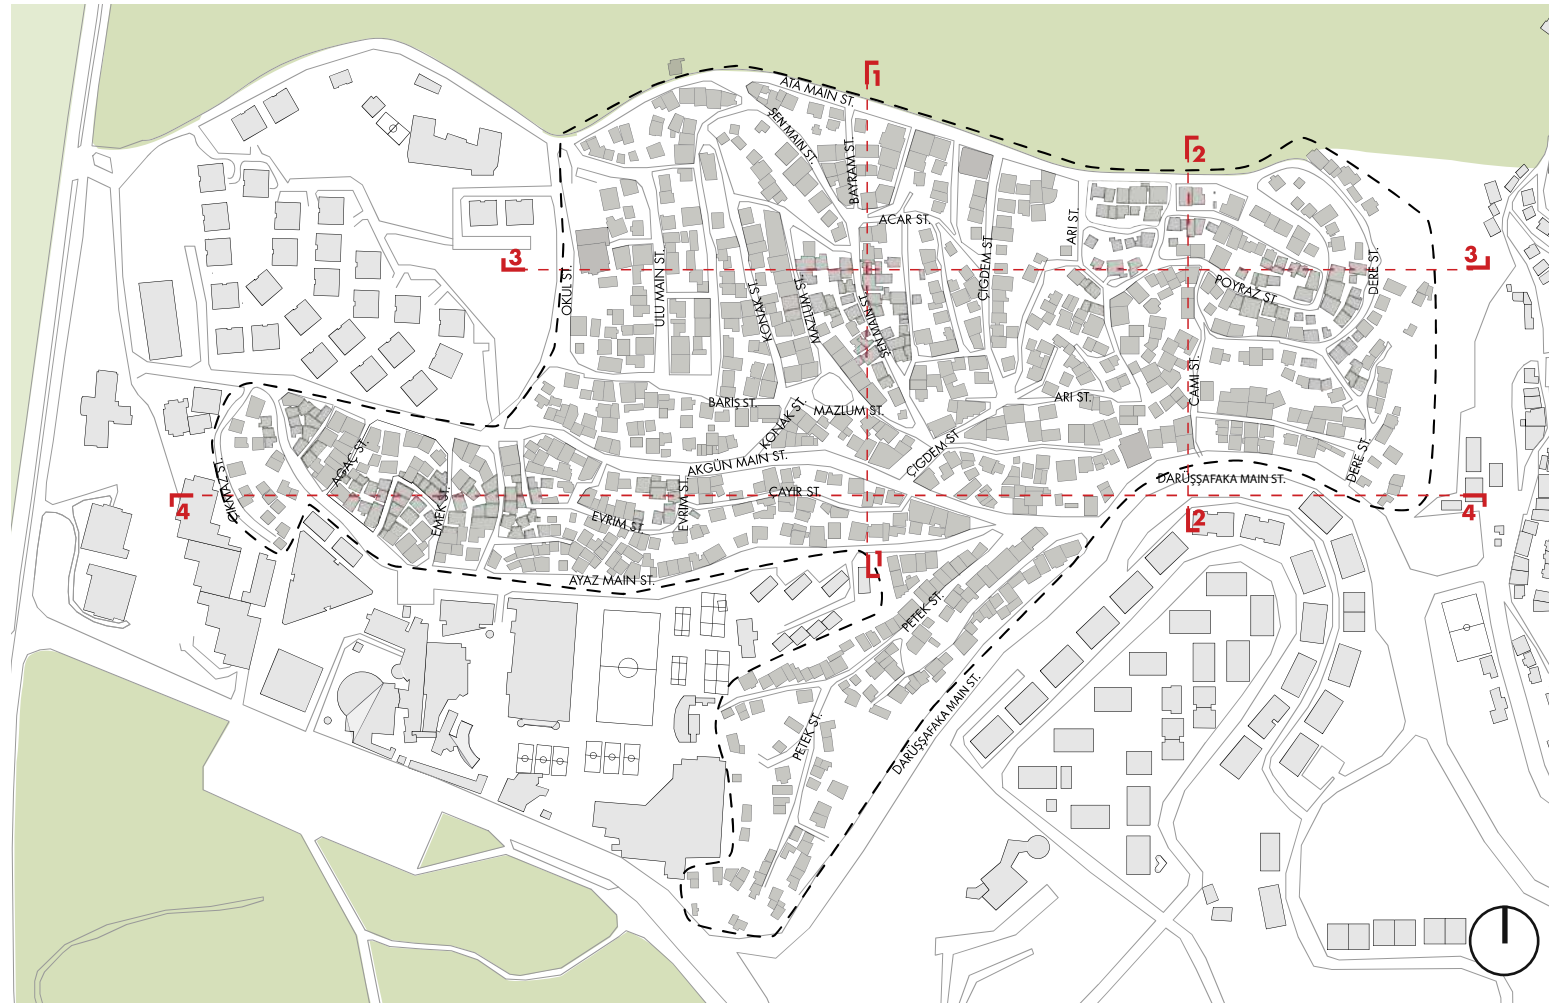 1
ATA MAIN ST.
ŞEN MAIN ST.
BAYRAM ST.
2
ACAR ST.
ARI ST.
3
OKUL ST.
ULU MAIN ST.
KONAK ST.
MAZLUM ST.
ŞEN MAIN ST.
ÇIGDEM ST
POYRAZ ST.
DERE ST.
3
BARIŞ ST.
KONAK ST.
MAZLUM ST.
ARI ST.
CAMI ST.
AĞAÇ ST.
AKGÜN MAIN ST.
ÇIGDEM ST
DERE ST.
DARÜŞŞAFAKA MAIN ST.
ÇIKMAZ ST.
4
EMEK ST.
EVRIM ST.
EVRIM ST.
ÇAYIR ST.
2
4
1
AYAZ MAIN ST.
PETEK ST.
PETEK ST.
DARÜŞŞAFAKA MAIN ST.